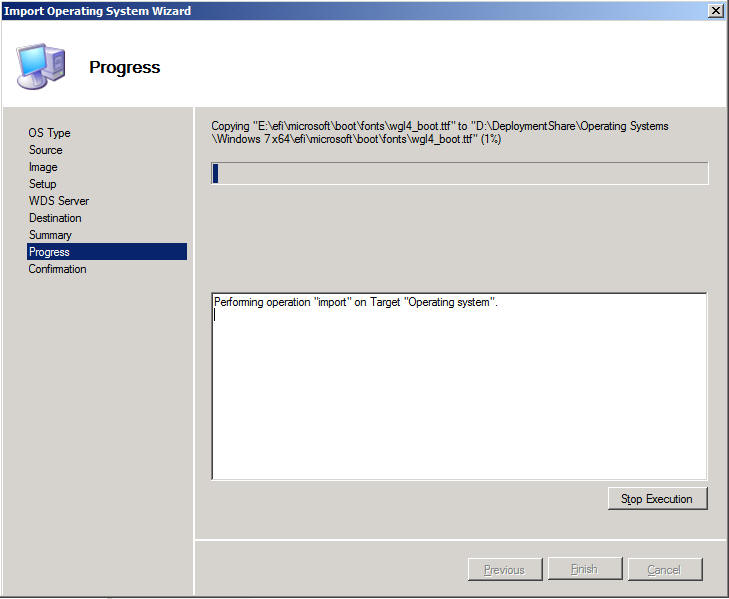 Import Operating System Wizard
Progress
OS Type
Source
Image
Setup
WDS Server
Destination
Summary
Progress
Confirmation
Copying "E:\efi\microsoft\boot\fonts\wgl4_boot.ttf" to "D:\DeploymentShare\Operating Systems
\Windows 7 x64\efi\microsoft\boot\fonts\wgl4_boot.ttf" (1%)
Performing operation "import" on Target "Operating system".
Stop Execution
Previous
Finish
Cancel